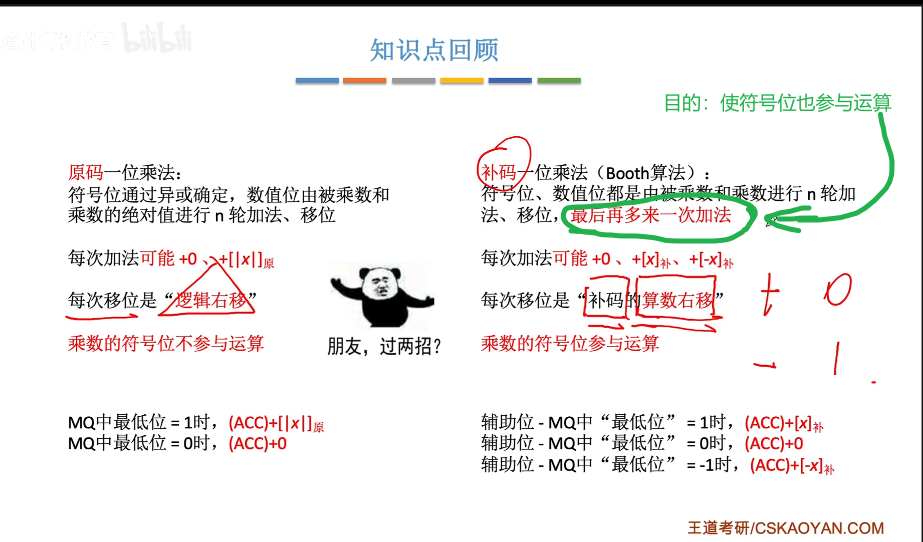 bilibili
知识点回顾
目的：使符号位也参与运算
原码一位乘法：
符号位通过异或确定，数值位由被乘数和
乘数的绝对值进行 n 轮加法、移位
每次加法可能 +0 、+[|x|]原
每次移位是“逻辑右移”
乘数的符号位不参与运算
MQ中最低位 = 1时，(ACC)+[|x|]原
MQ中最低位 = 0时，(ACC)+0
朋友，过两招？
补码一位乘法（Booth算法）：
符号位、数值位都是由被乘数和乘数进行 n 轮加
法、移位，最后再多来一次加法
每次加法可能 +0 、+[x]补、+[-x]补
每次移位是“补码的算数右移”
+ 0
- 1
乘数的符号位参与运算
辅助位 - MQ中“最低位” = 1时，(ACC)+[x]补
辅助位 - MQ中“最低位” = 0时，(ACC)+0
辅助位 - MQ中“最低位” = -1时，(ACC)+[-x]补
王道考研/CSKAOYAN.COM